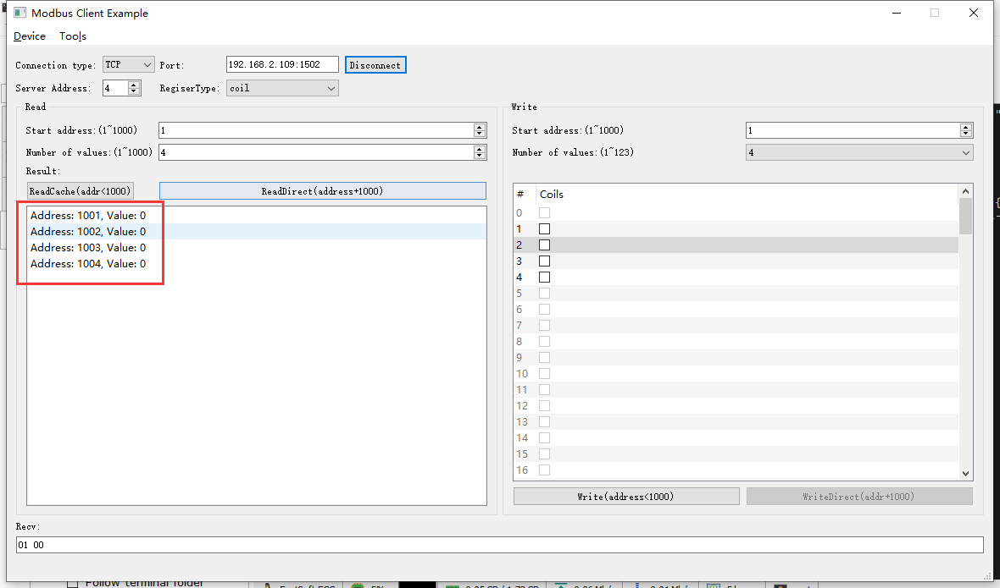 Modbus Client Example
Device Tools
Connection type: TCP Port: 192.168.2.109:1502 Disconnect
Server Address: 4 RegiserType: coil
Read
Start address:(1~1000) 1
Number of values:(1~1000) 4
Result:
ReadCache(addr<1000) ReadDirect(address+1000)
Address: 1001, Value: 0
Address: 1002, Value: 0
Address: 1003, Value: 0
Address: 1004, Value: 0
Write
Start address:(1~1000) 1
Number of values:(1~123) 4
# Coils
0
1
2
3
4
5
6
7
8
9
10
11
12
13
14
15
16
Write(address<1000) WriteDirect(addr+1000)
Recv:
01 00
Follow terminal folder